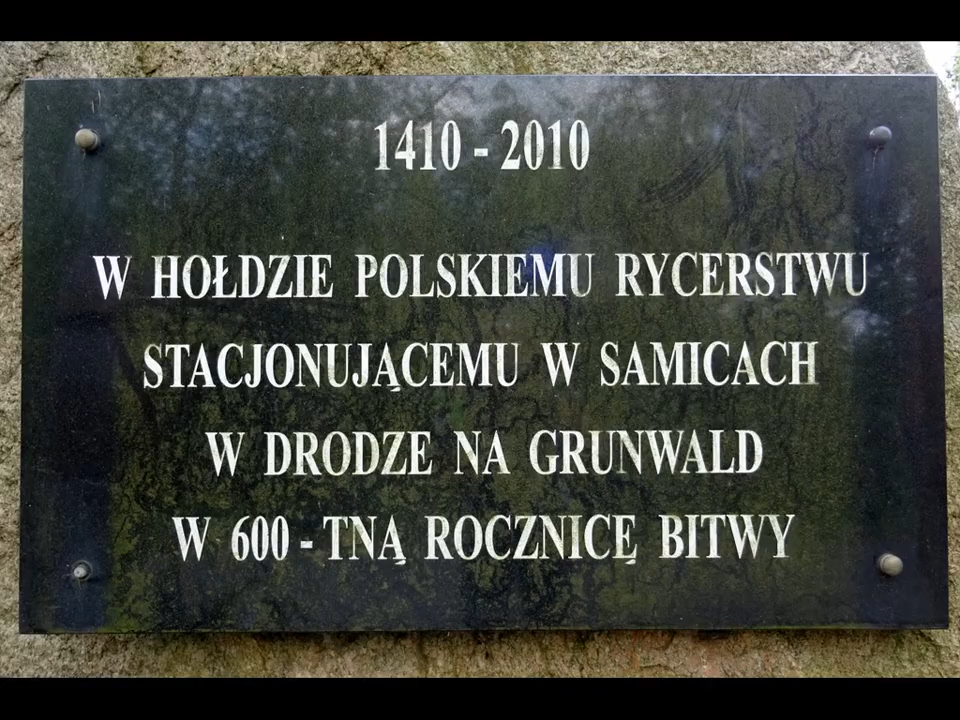 1410 - 2010
W HOŁDZIE POLSKIEMU RYCERSTWU
STACJONUJĄCEMU W SAMICACH
W DRODZE NA GRUNWALD
W 600 - TNĄ ROCZNICĘ BITWY